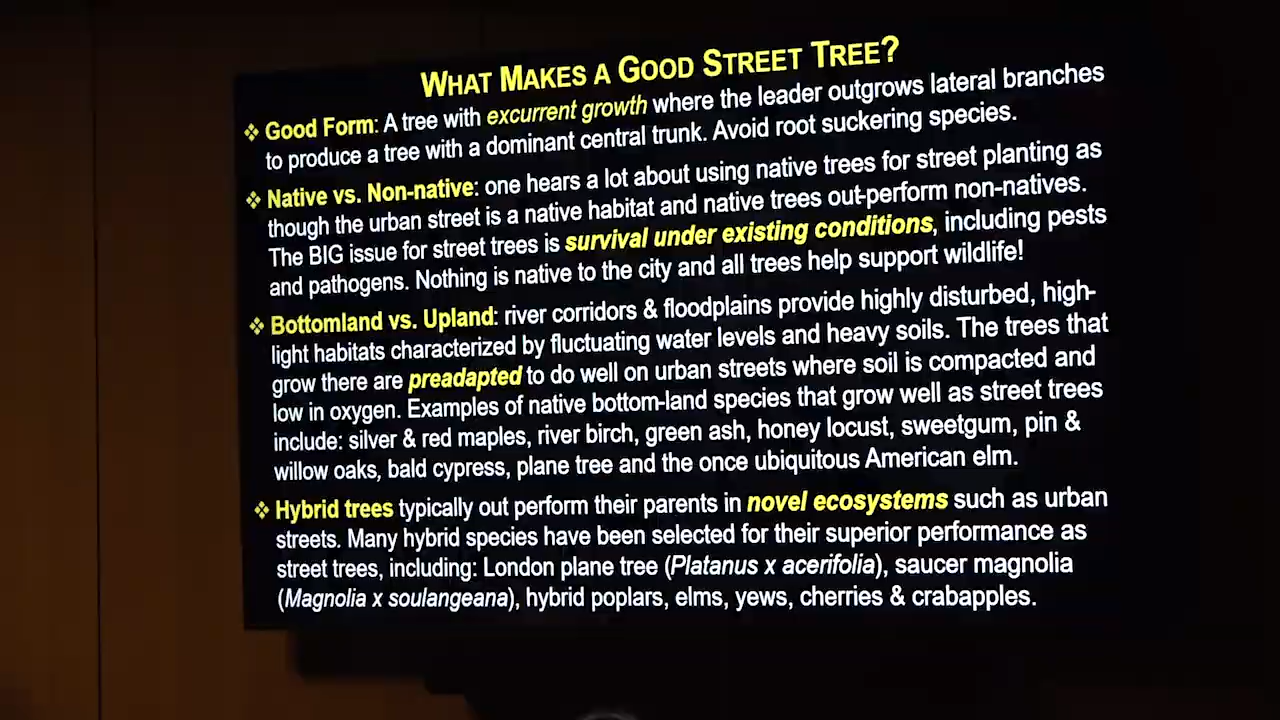 WHAT MAKES A GOOD STREET TREE?
❖ Good Form: A tree with excurrent growth where the leader outgrows lateral branches
to produce a tree with a dominant central trunk. Avoid root suckering species.
❖ Native vs. Non-native: one hears a lot about using native trees for street planting as
though the urban street is a native habitat and native trees out-perform non-natives.
The BIG issue for street trees is survival under existing conditions, including pests
and pathogens. Nothing is native to the city and all trees help support wildlife!
❖ Bottomland vs. Upland: river corridors & floodplains provide highly disturbed, high-
light habitats characterized by fluctuating water levels and heavy soils. The trees that
grow there are preadapted to do well on urban streets where soil is compacted and
low in oxygen. Examples of native bottom-land species that grow well as street trees
include: silver & red maples, river birch, green ash, honey locust, sweetgum, pin &
willow oaks, bald cypress, plane tree and the once ubiquitous American elm.
❖ Hybrid trees typically out perform their parents in novel ecosystems such as urban
streets. Many hybrid species have been selected for their superior performance as
street trees, including: London plane tree (Platanus x acerifolia), saucer magnolia
(Magnolia x soulangeana), hybrid poplars, elms, yews, cherries & crabapples.